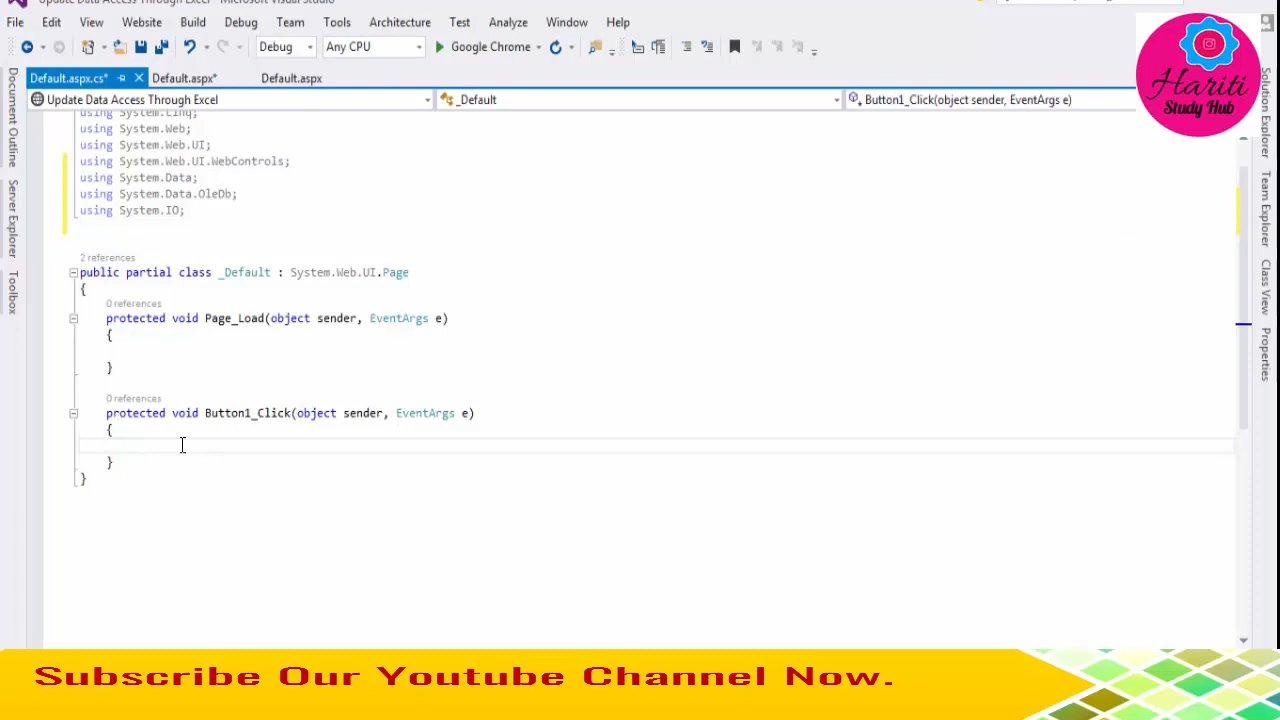 Update Data Access Through Excel - Microsoft Visual Studio
File Edit View Website Build Debug Team Tools Architecture Test Analyze Window Help
Debug Any CPU Google Chrome
Default.aspx.cs* Default.aspx* Default.aspx
Update Data Access Through Excel _Default Button1_Click(object sender, EventArgs e)
using System.Linq;
using System.Web;
using System.Web.UI;
using System.Web.UI.WebControls;
using System.Data;
using System.Data.OleDb;
using System.IO;
2 references
public partial class _Default : System.Web.UI.Page
{
0 references
protected void Page_Load(object sender, EventArgs e)
{
}
0 references
protected void Button1_Click(object sender, EventArgs e)
{
}
}
Document Outline
Server Explorer
Toolbox
Solution Explorer
Team Explorer
Class View
Properties
Hariti
Study Hub
Subscribe Our Youtube Channel Now.